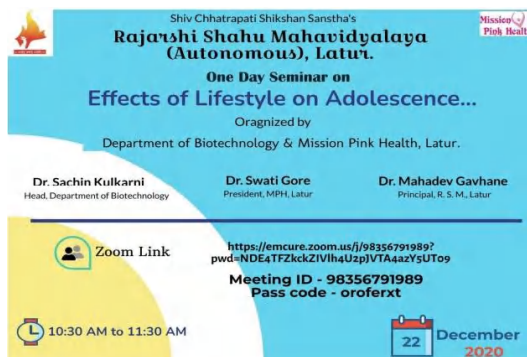 Shiv Chhatrapati Shikshan Sanstha's
Mission
Pink Health
Rajarshi Shahu Mahavidyalaya
(Autonomous), Latur.
One Day Seminar on
Effects of Lifestyle on Adolescence...
Oragnized by
Department of Biotechnology & Mission Pink Health, Latur.
Dr. Sachin Kulkarni
Head, Department of Biotechnology
Dr. Swati Gore
President, MPH, Latur
Dr. Mahadev Gavhane
Principal, R. S. M., Latur
Zoom Link
https://emcure.zoom.us/j/98356791989?
pwd=NDE4TFZkckZIVlh4U2pJVTA4azY5UT09
Meeting ID - 98356791989
Pass code - oroferxt
10:30 AM to 11:30 AM
22
December
2020